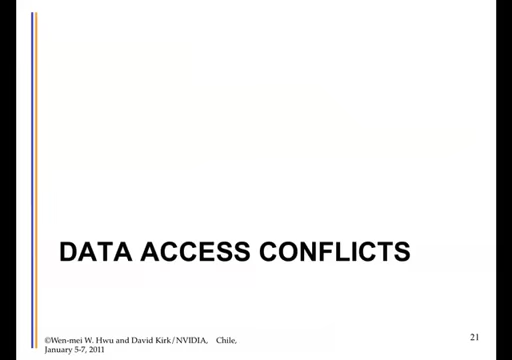 DATA ACCESS CONFLICTS
©Wen-mei W. Hwu and David Kirk/NVIDIA, Chile,
January 5-7, 2011
21